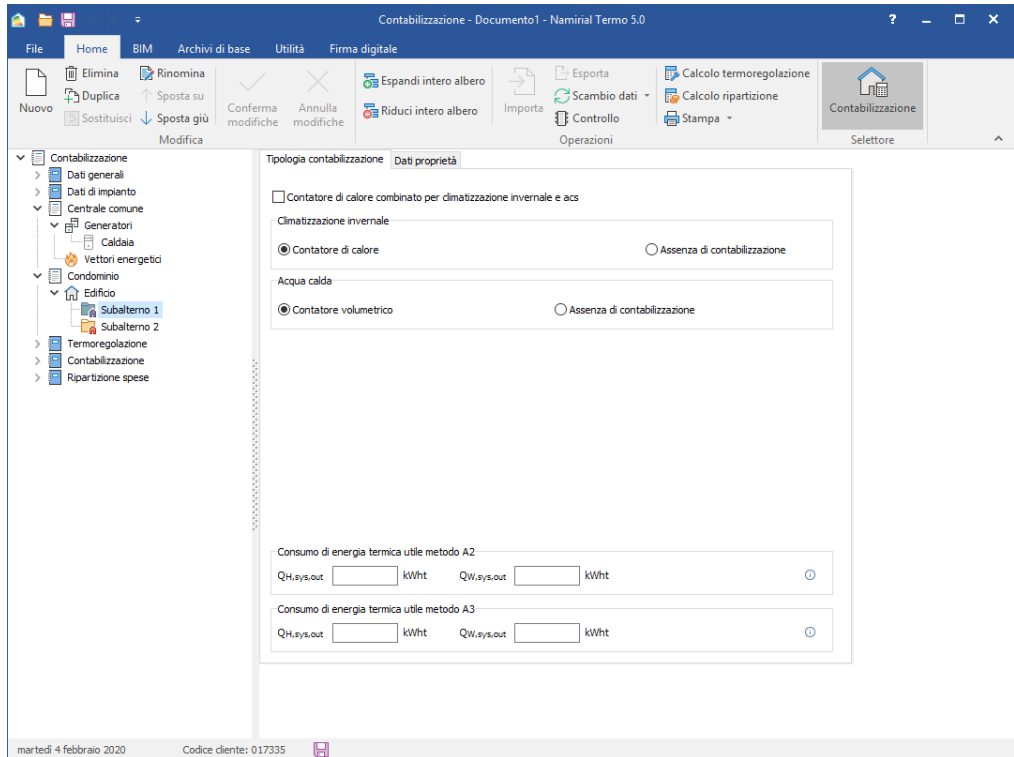 Contabilizzazione - Documento1 - Namirial Termo 5.0
?
File Home BIM Archivi di base Utilità Firma digitale
Nuovo
Elimina Rinomina
Duplica Sposta su
Sostituisci Sposta giù
Conferma modifiche
Annulla modifiche
Modifica
Espandi intero albero
Riduci intero albero
Importa
Esporta
Scambio dati
Controllo
Calcolo termoregolazione
Calcolo ripartizione
Stampa
Operazioni
Contabilizzazione
Selettore
Contabilizzazione
Dati generali
Dati di impianto
Centrale comune
Generatori
Caldaia
Vettori energetici
Condominio
Edificio
Subalterno 1
Subalterno 2
Termoregolazione
Contabilizzazione
Ripartizione spese
Tipologia contabilizzazione Dati proprietà
Contatore di calore combinato per climatizzazione invernale e acs
Climatizzazione invernale
Contatore di calore Assenza di contabilizzazione
Acqua calda
Contatore volumetrico Assenza di contabilizzazione
Consumo di energia termica utile metodo A2
QH,sys,out kWht QW,sys,out kWht
Consumo di energia termica utile metodo A3
QH,sys,out kWht QW,sys,out kWht
martedì 4 febbraio 2020 Codice cliente: 017335